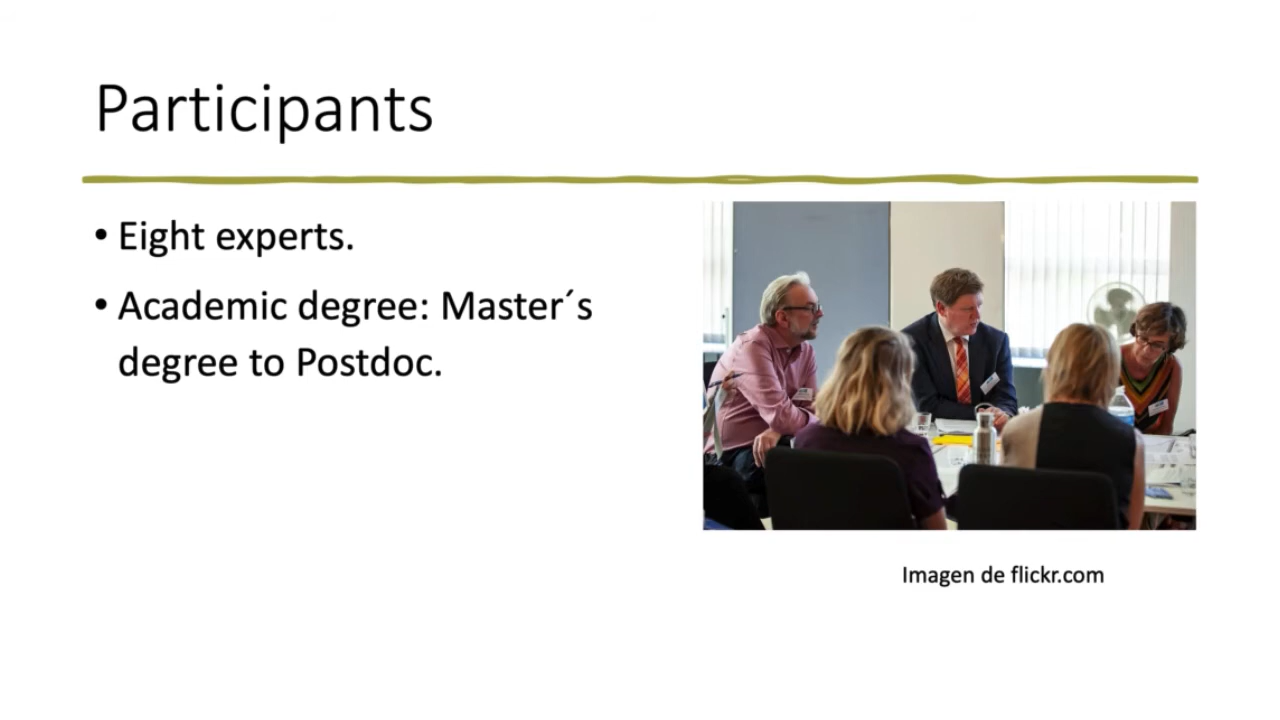 Participants
• Eight experts.
• Academic degree: Master´s
degree to Postdoc.
Imagen de flickr.com